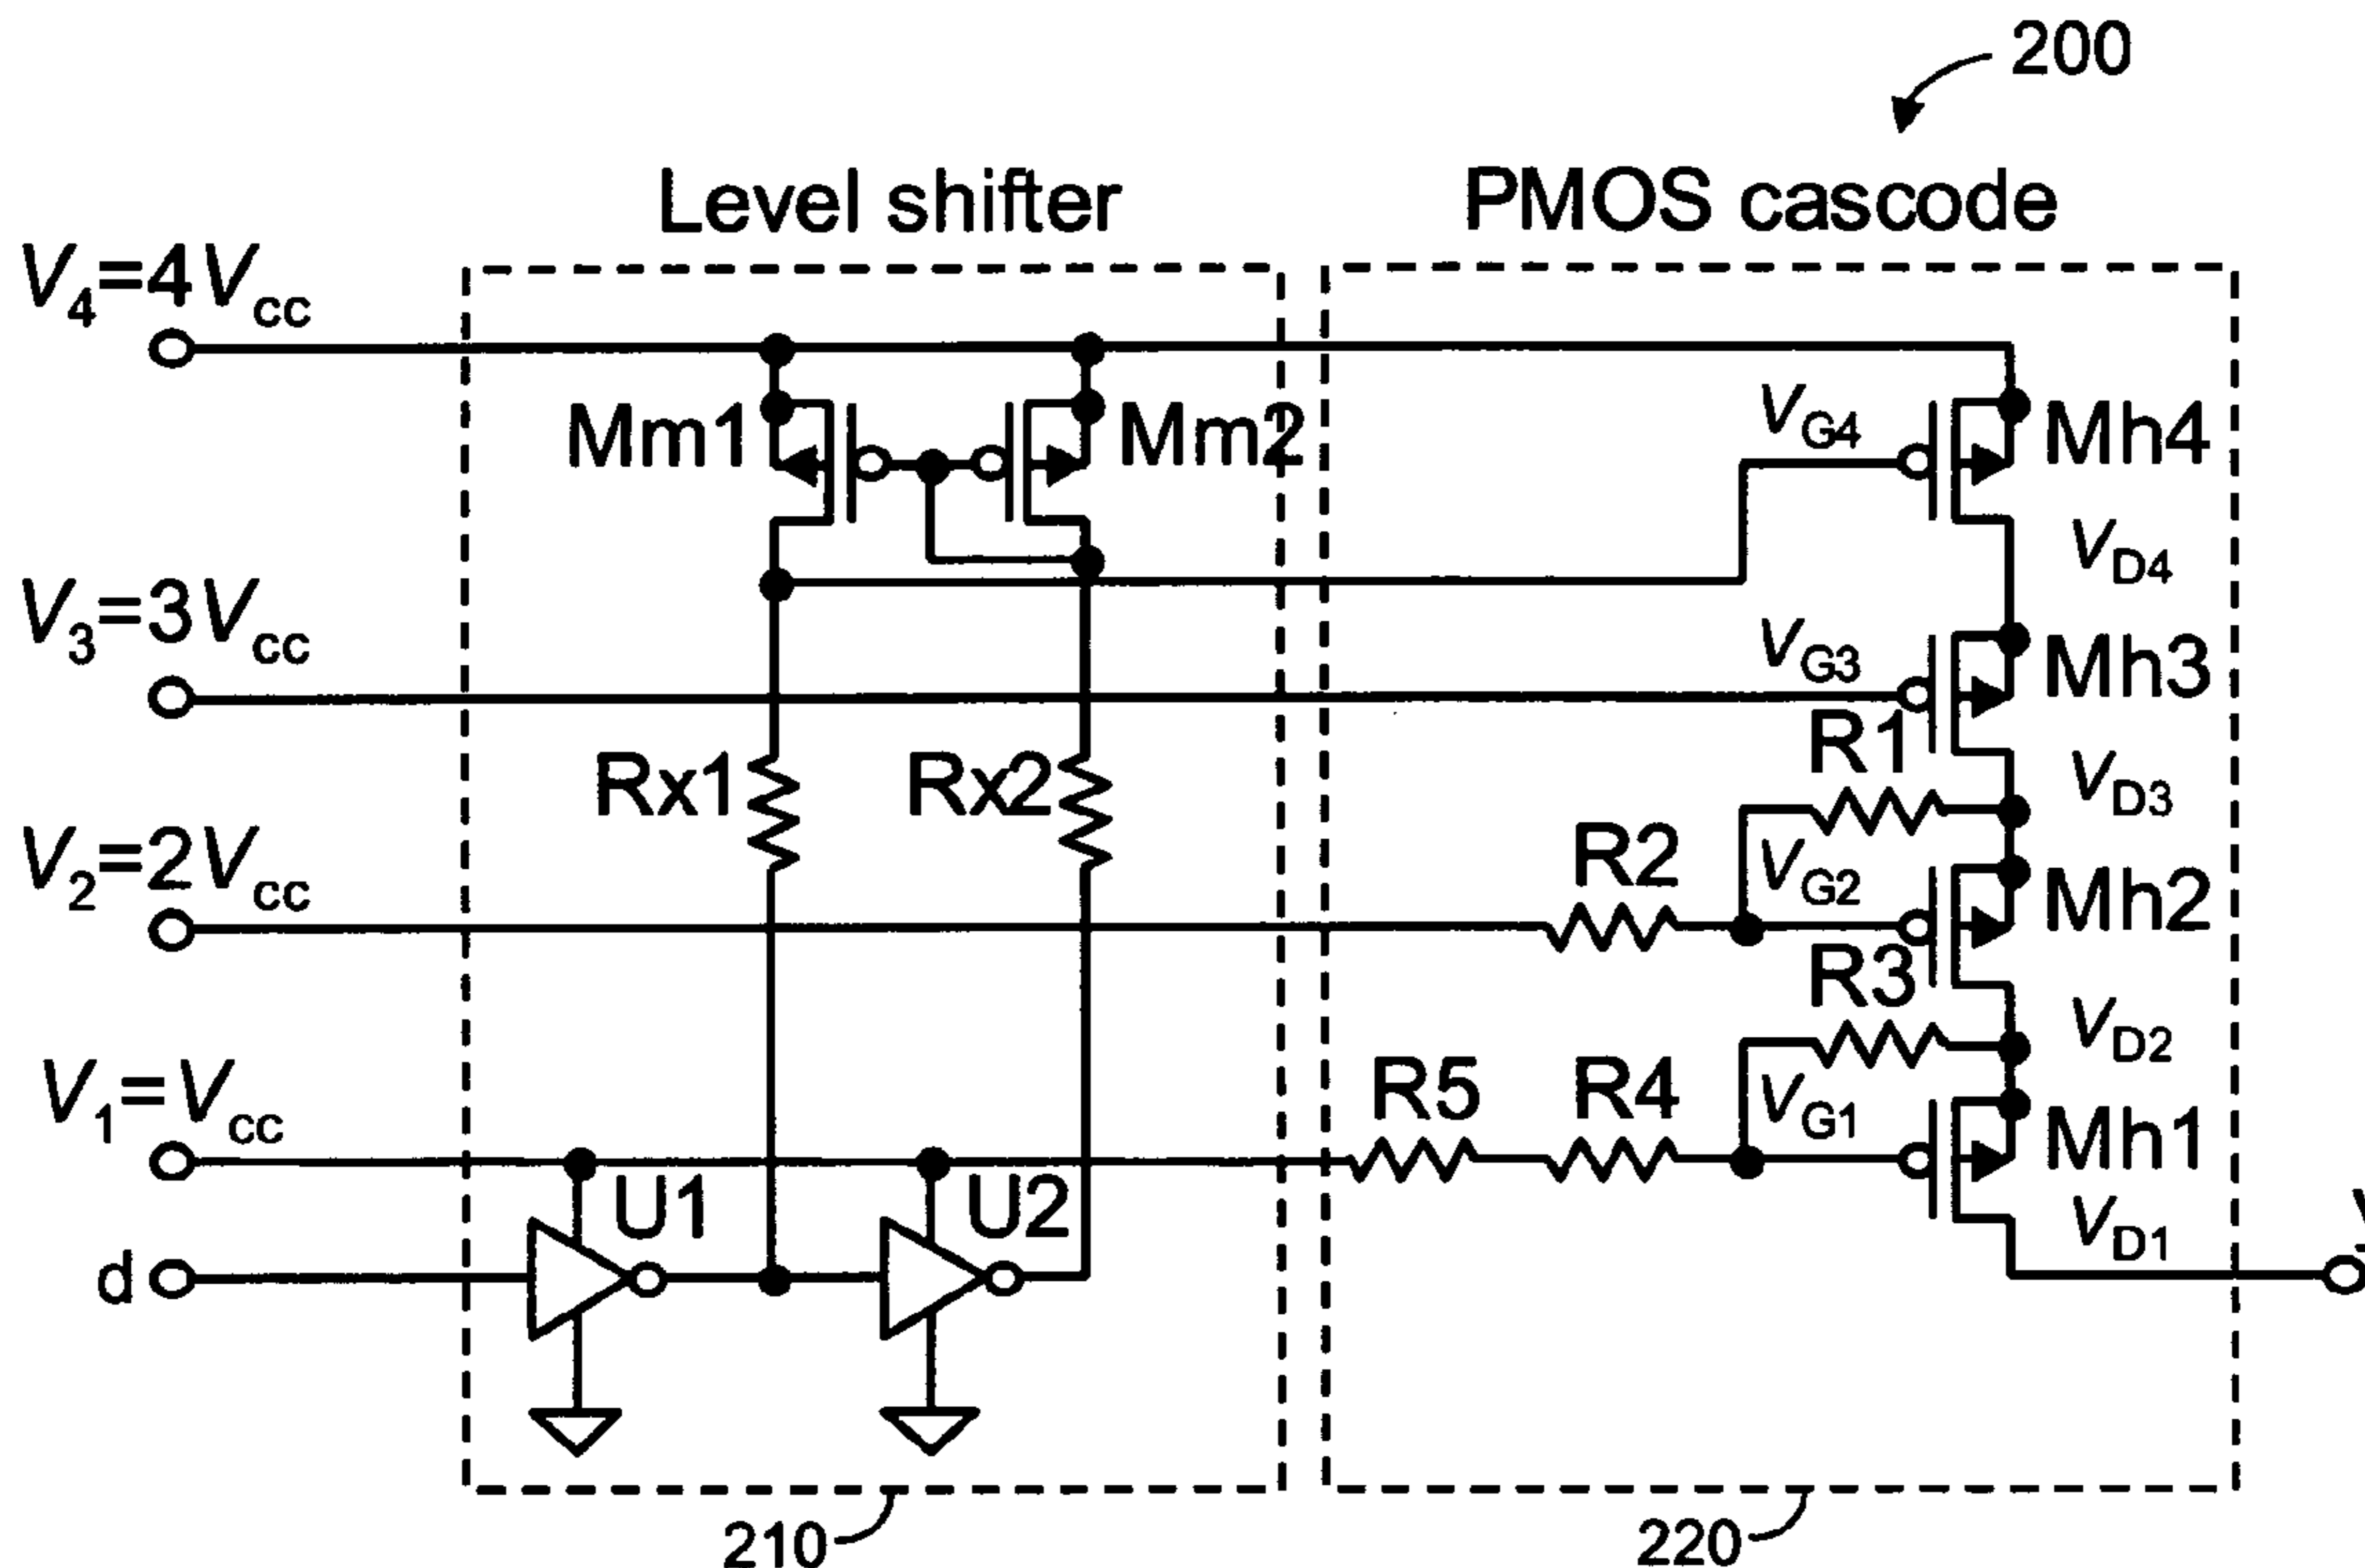 200
Level shifter
PMOS cascode
V4=4Vcc
Mm1
Mm2
VG4
Mh4
VD4
V3=3Vcc
VG3
Mh3
R1
VD3
Rx1
Rx2
V2=2Vcc
R2
VG2
Mh2
R3
VD2
V1=Vcc
R5
R4
VG1
Mh1
U1
U2
VD1
d
210
220